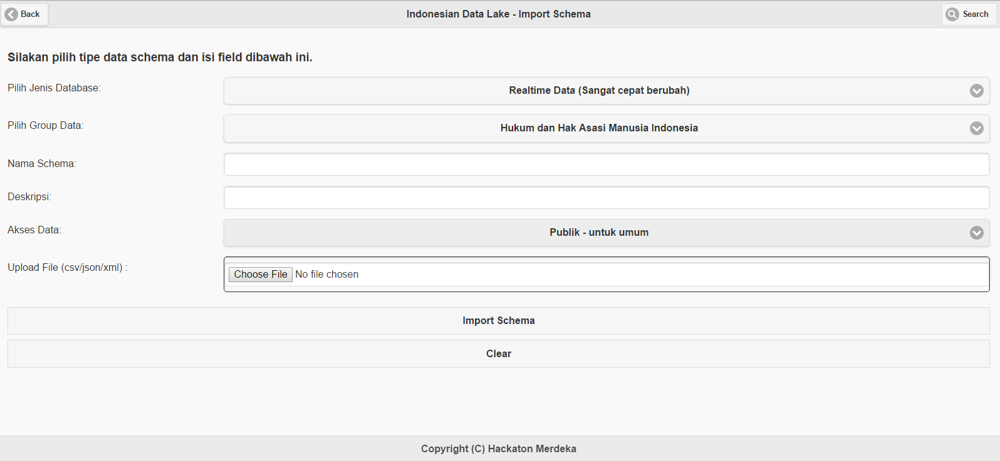 Back
Indonesian Data Lake - Import Schema
Search
Silakan pilih tipe data schema dan isi field dibawah ini.
Pilih Jenis Database:
Realtime Data (Sangat cepat berubah)
Pilih Group Data:
Hukum dan Hak Asasi Manusia Indonesia
Nama Schema:
Deskripsi:
Akses Data:
Publik - untuk umum
Upload File (csv/json/xml) :
Choose File No file chosen
Import Schema
Clear
Copyright (C) Hackaton Merdeka